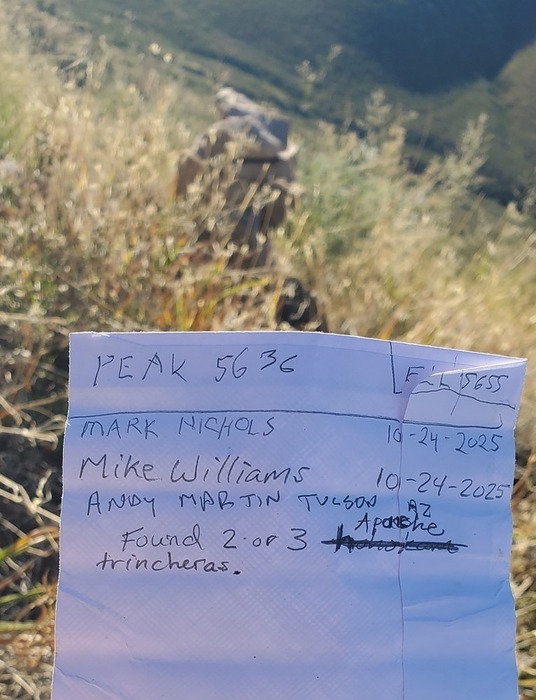 PEAK 5636 EL 5655
MARK NICHOLS 10-24-2025
Mike Williams 10-24-2025
ANDY MARTIN TUCSON AZ
Found 2 or 3 Apache
trincheras.